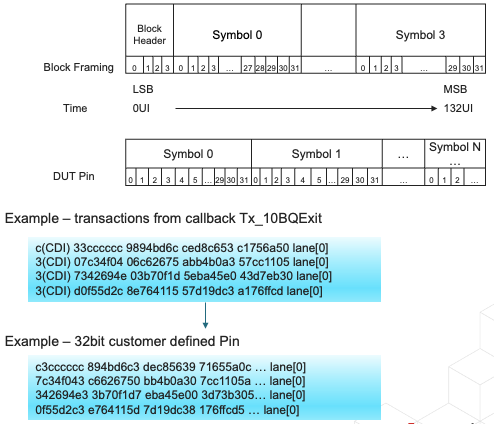 Block Header Symbol 0 Symbol 3
Block Framing 0 1 2 3 0 1 2 3 ... 27 28 29 30 31 ... 0 1 2 3 ... 29 30 31
LSB MSB
Time 0UI 132UI
Symbol 0 Symbol 1 ... Symbol N ...
DUT Pin 0 1 2 3 4 5 ... 29 30 31 0 1 2 3 4 5 ... 29 30 31 ... 0 1 2 ...
Example – transactions from callback Tx_10BQExit
c(CDI) 33cccccc 9894bd6c ced8c653 c1756a50 lane[0]
3(CDI) 07c34f04 06c62675 abb4b0a3 57cc1105 lane[0]
3(CDI) 7342694e 03b70f1d 5eba45e0 43d7eb30 lane[0]
3(CDI) d0f55d2c 8e764115 57d19dc3 a176ffcd lane[0]
Example – 32bit customer defined Pin
c3cccccc 894bd6c3 dec85639 71655a0c ... lane[0]
7c34f043 c6626750 bb4b0a30 7cc1105a ... lane[0]
342694e3 3b70f1d7 eba45e00 3d73b305... lane[0]
0f55d2c3 e764115d 7d19dc38 176ffcd5 ... lane[0]